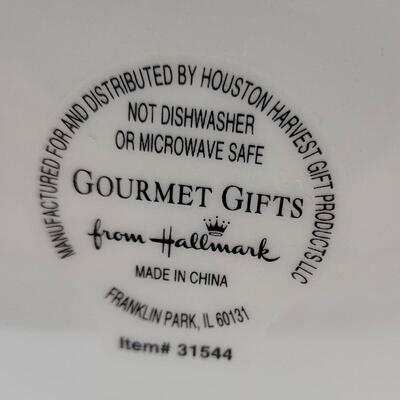 MANUFACTURED FOR AND DISTRIBUTED BY HOUSTON HARVEST GIFT PRODUCTS LLC
NOT DISHWASHER
OR MICROWAVE SAFE
GOURMET GIFTS
from Hallmark
MADE IN CHINA
FRANKLIN PARK, IL 60131
Item# 31544